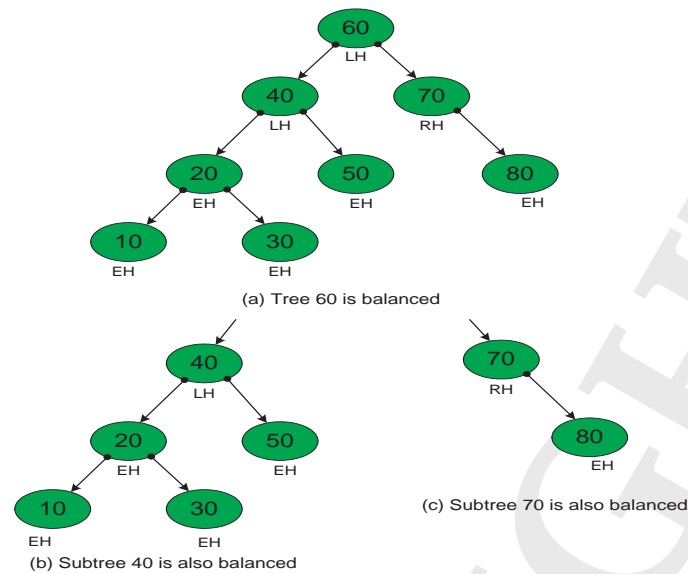 60
LH
40
70
LH
RH
20
50
80
EH
EH
EH
10
30
EH
EH
(a) Tree 60 is balanced
40
70
LH
RH
20
50
80
EH
EH
EH
10
30
(c) Subtree 70 is also balanced
EH
EH
(b) Subtree 40 is also balanced